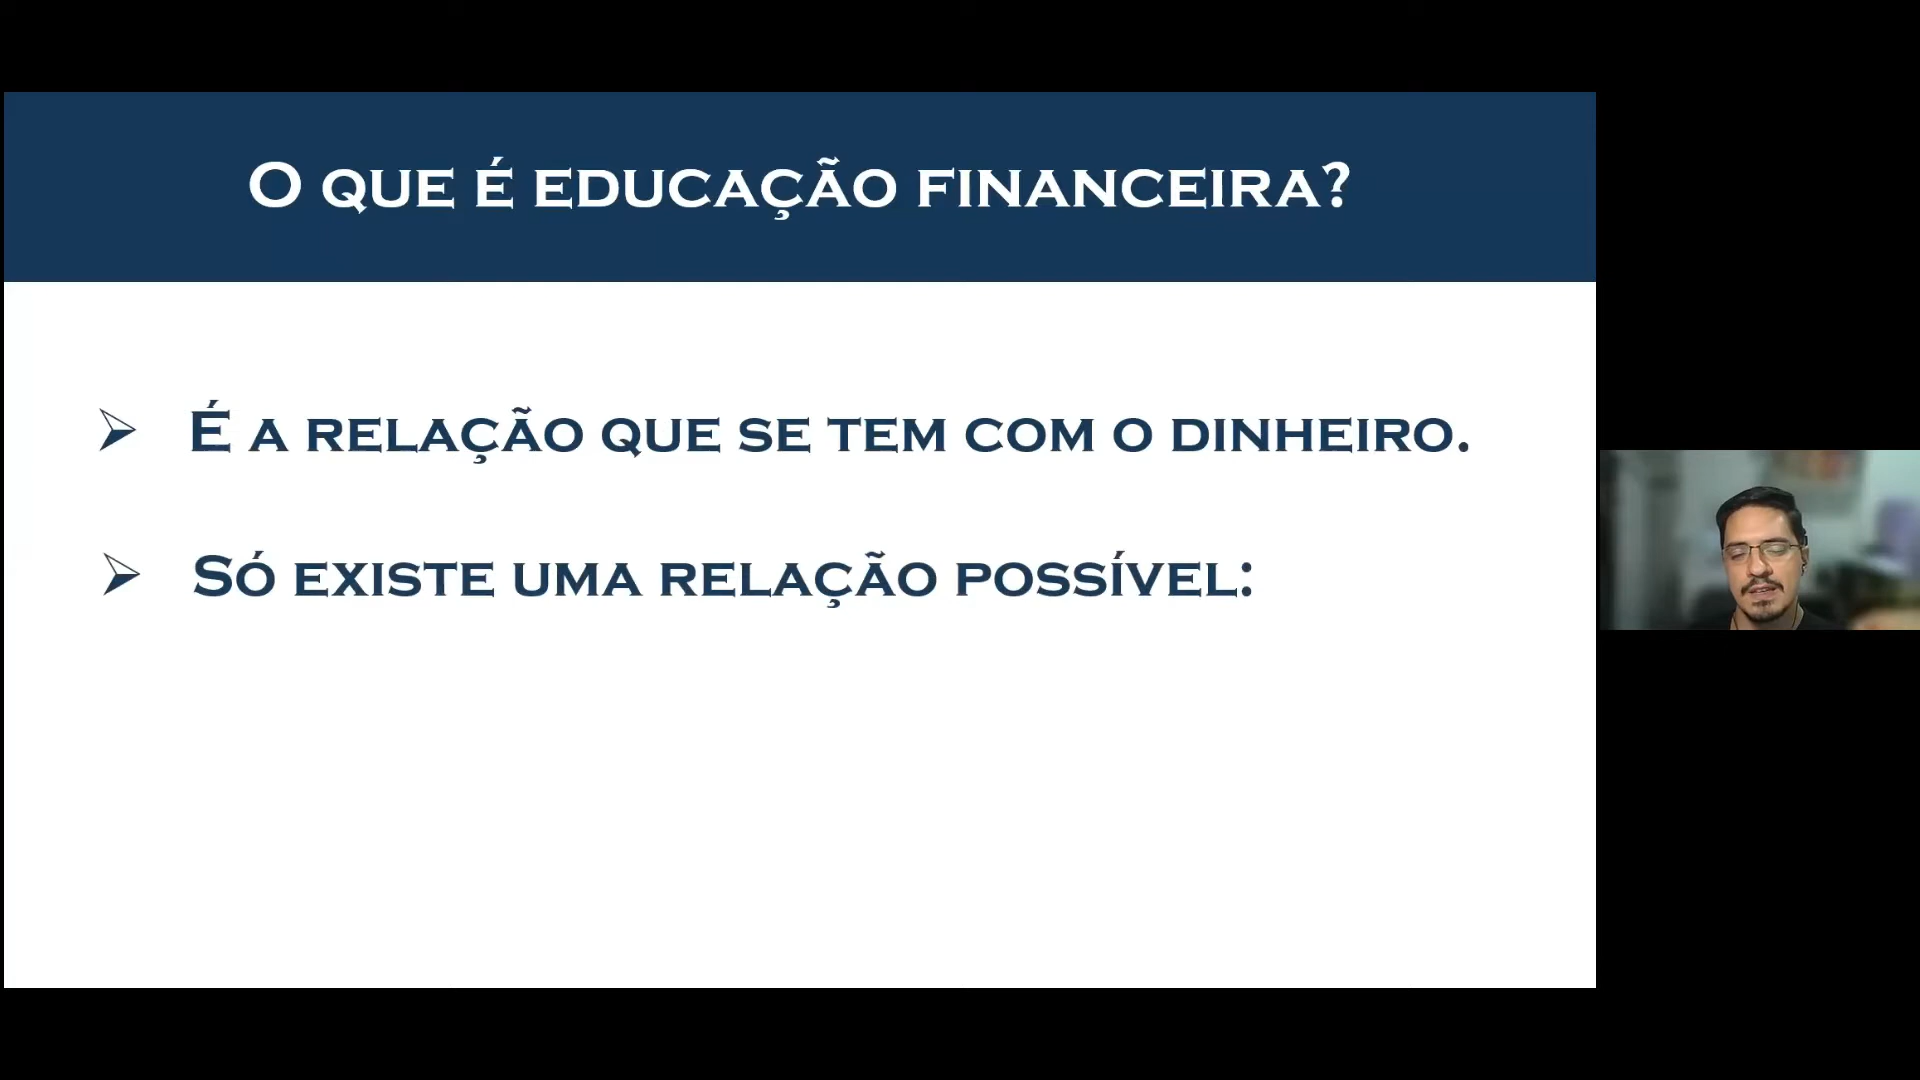 O que é educação financeira?
É a relação que se tem com o dinheiro.
Só existe uma relação possível: